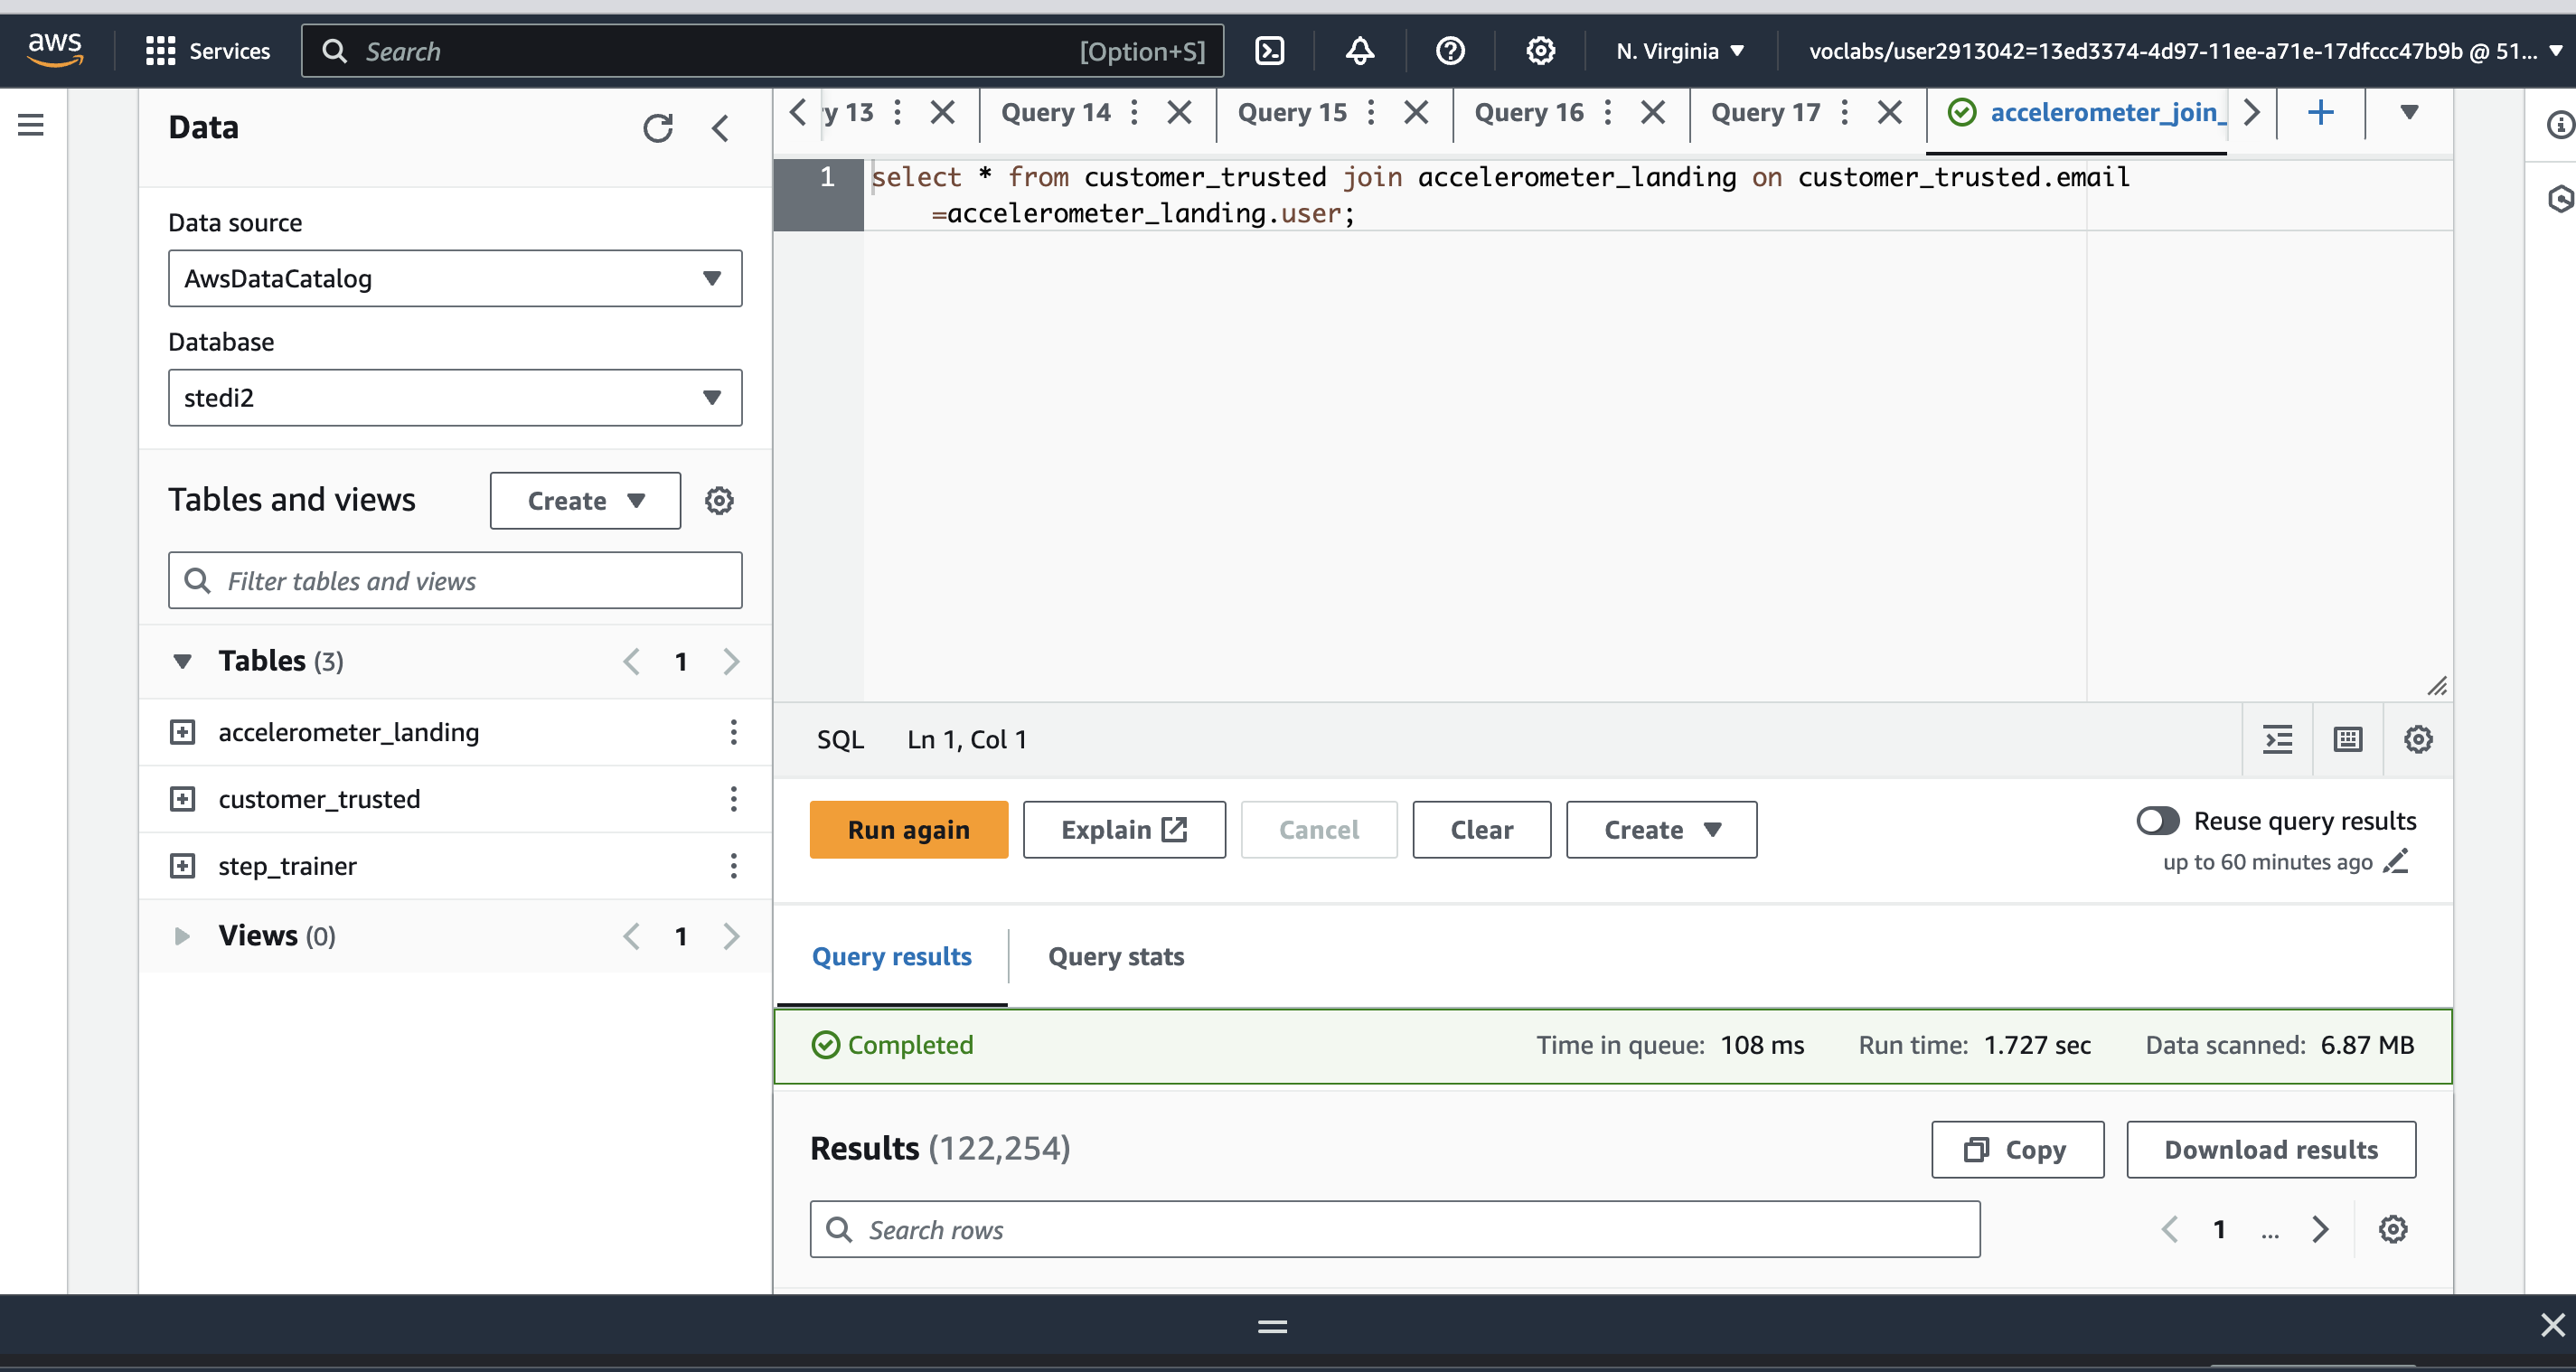 aws
Services
Search
[Option+S]
N. Virginia
voclabs/user2913042=13ed3374-4d97-11ee-a71e-17dfccc47b9b @ 51...
Data
Data source
AwsDataCatalog
Database
stedi2
Tables and views
Create
Filter tables and views
Tables (3)
1
accelerometer_landing
customer_trusted
step_trainer
Views (0)
1
y 13
Query 14
Query 15
Query 16
Query 17
accelerometer_join_
1
select * from customer_trusted join accelerometer_landing on customer_trusted.email
=accelerometer_landing.user;
SQL
Ln 1, Col 1
Run again
Explain
Cancel
Clear
Create
Reuse query results
up to 60 minutes ago
Query results
Query stats
Completed
Time in queue: 108 ms
Run time: 1.727 sec
Data scanned: 6.87 MB
Results (122,254)
Copy
Download results
Search rows
1
...